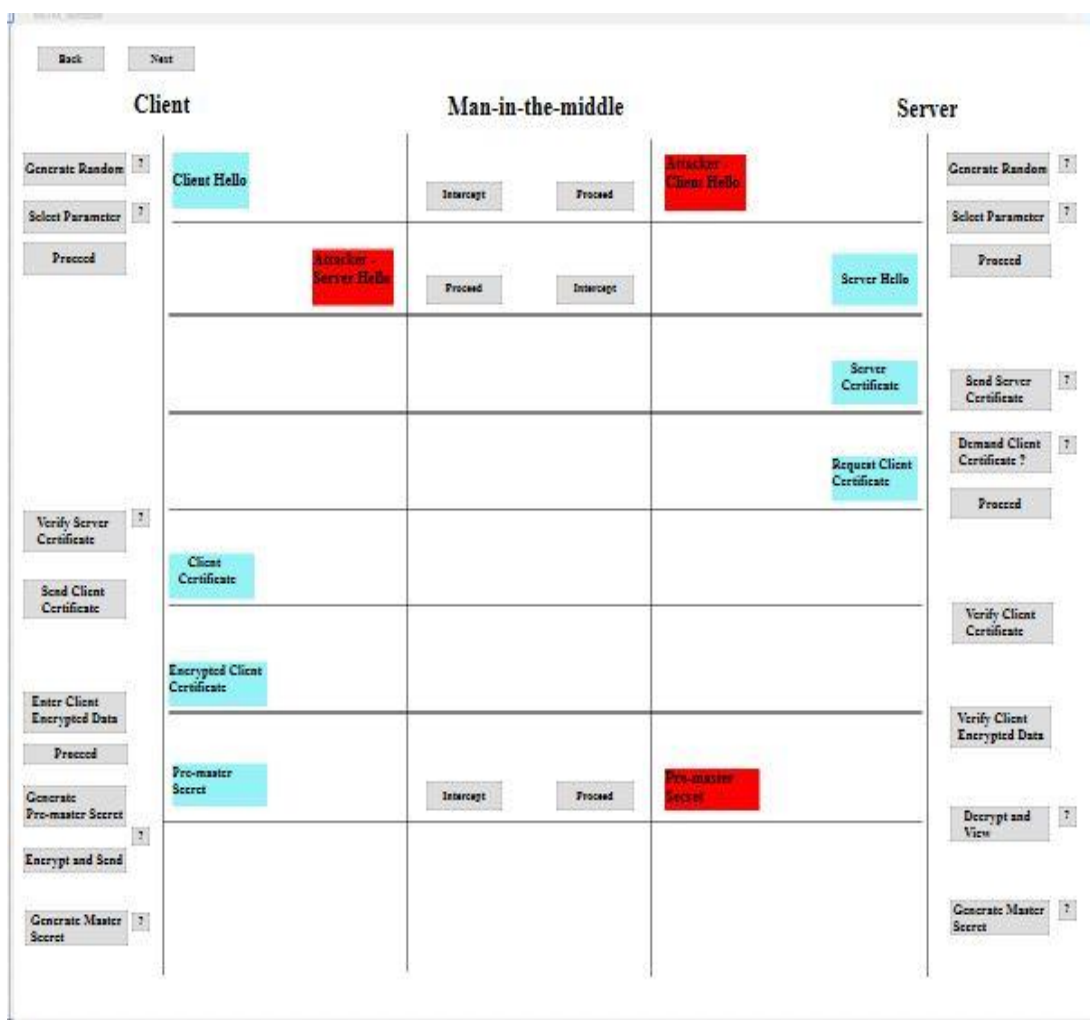 Back
Next
Client
Man-in-the-middle
Server
Generate Random
?
Client Hello
Intercept
Proceed
Attacker -
Client Hello
Generate Random
?
Select Parameter
?
Select Parameter
?
Proceed
Attacker -
Server Hello
Proceed
Intercept
Server Hello
Proceed
Server
Certificate
Send Server
Certificate
?
Request Client
Certificate
Demand Client
Certificate ?
?
Proceed
Verify Server
Certificate
?
Client
Certificate
Send Client
Certificate
Verify Client
Certificate
Encrypted Client
Certificate
Enter Client
Encrypted Data
Verify Client
Encrypted Data
Proceed
Pre-master
Secret
Intercept
Proceed
Pre-master
Secret
Generate
Pre-master Secret
?
Decrypt and
View
?
Encrypt and Send
Generate Master
Secret
?
Generate Master
Secret
?